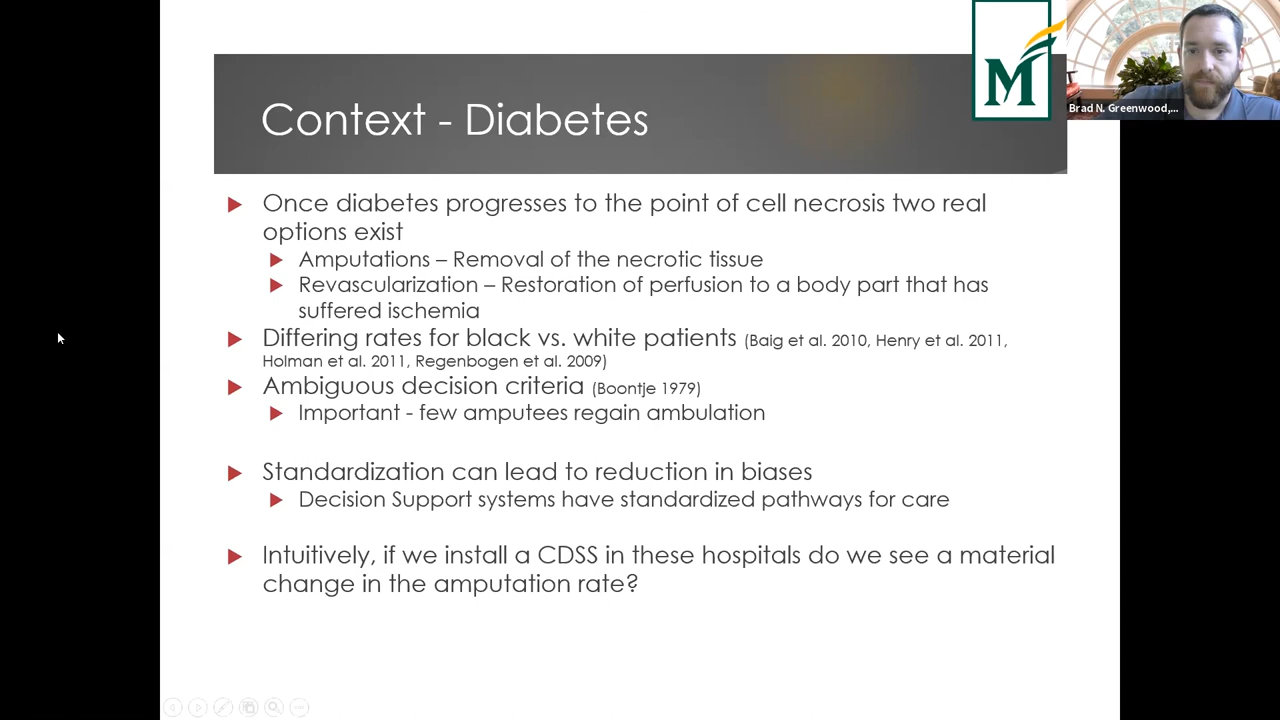 M
Brad N. Greenwood,...
Context - Diabetes
Once diabetes progresses to the point of cell necrosis two real
options exist
Amputations – Removal of the necrotic tissue
Revascularization – Restoration of perfusion to a body part that has
suffered ischemia
Differing rates for black vs. white patients (Baig et al. 2010, Henry et al. 2011,
Holman et al. 2011, Regenbogen et al. 2009)
Ambiguous decision criteria (Boontje 1979)
Important - few amputees regain ambulation
Standardization can lead to reduction in biases
Decision Support systems have standardized pathways for care
Intuitively, if we install a CDSS in these hospitals do we see a material
change in the amputation rate?